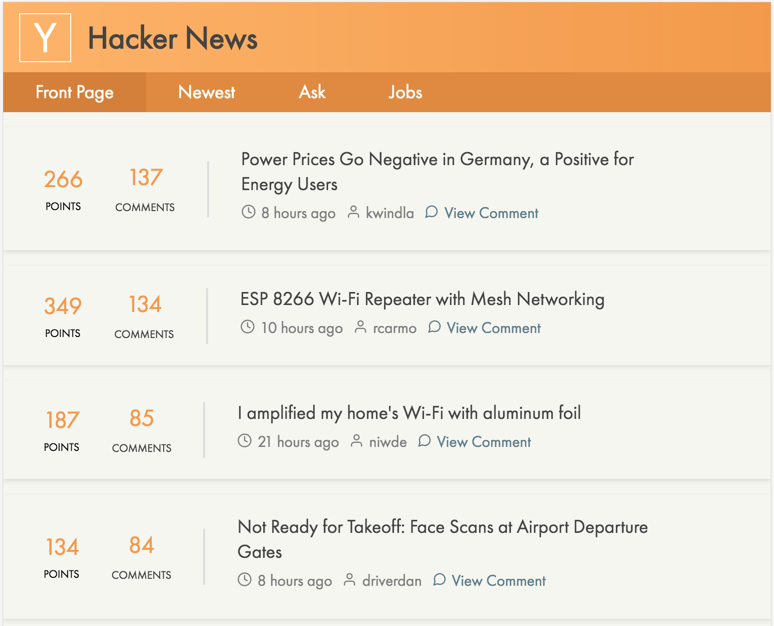 Y Hacker News
Front Page Newest Ask Jobs
266 137
POINTS COMMENTS
Power Prices Go Negative in Germany, a Positive for
Energy Users
8 hours ago kwindla View Comment
349 134
POINTS COMMENTS
ESP 8266 Wi-Fi Repeater with Mesh Networking
10 hours ago rcarmo View Comment
187 85
POINTS COMMENTS
I amplified my home's Wi-Fi with aluminum foil
21 hours ago niwde View Comment
134 84
POINTS COMMENTS
Not Ready for Takeoff: Face Scans at Airport Departure
Gates
8 hours ago driverdan View Comment